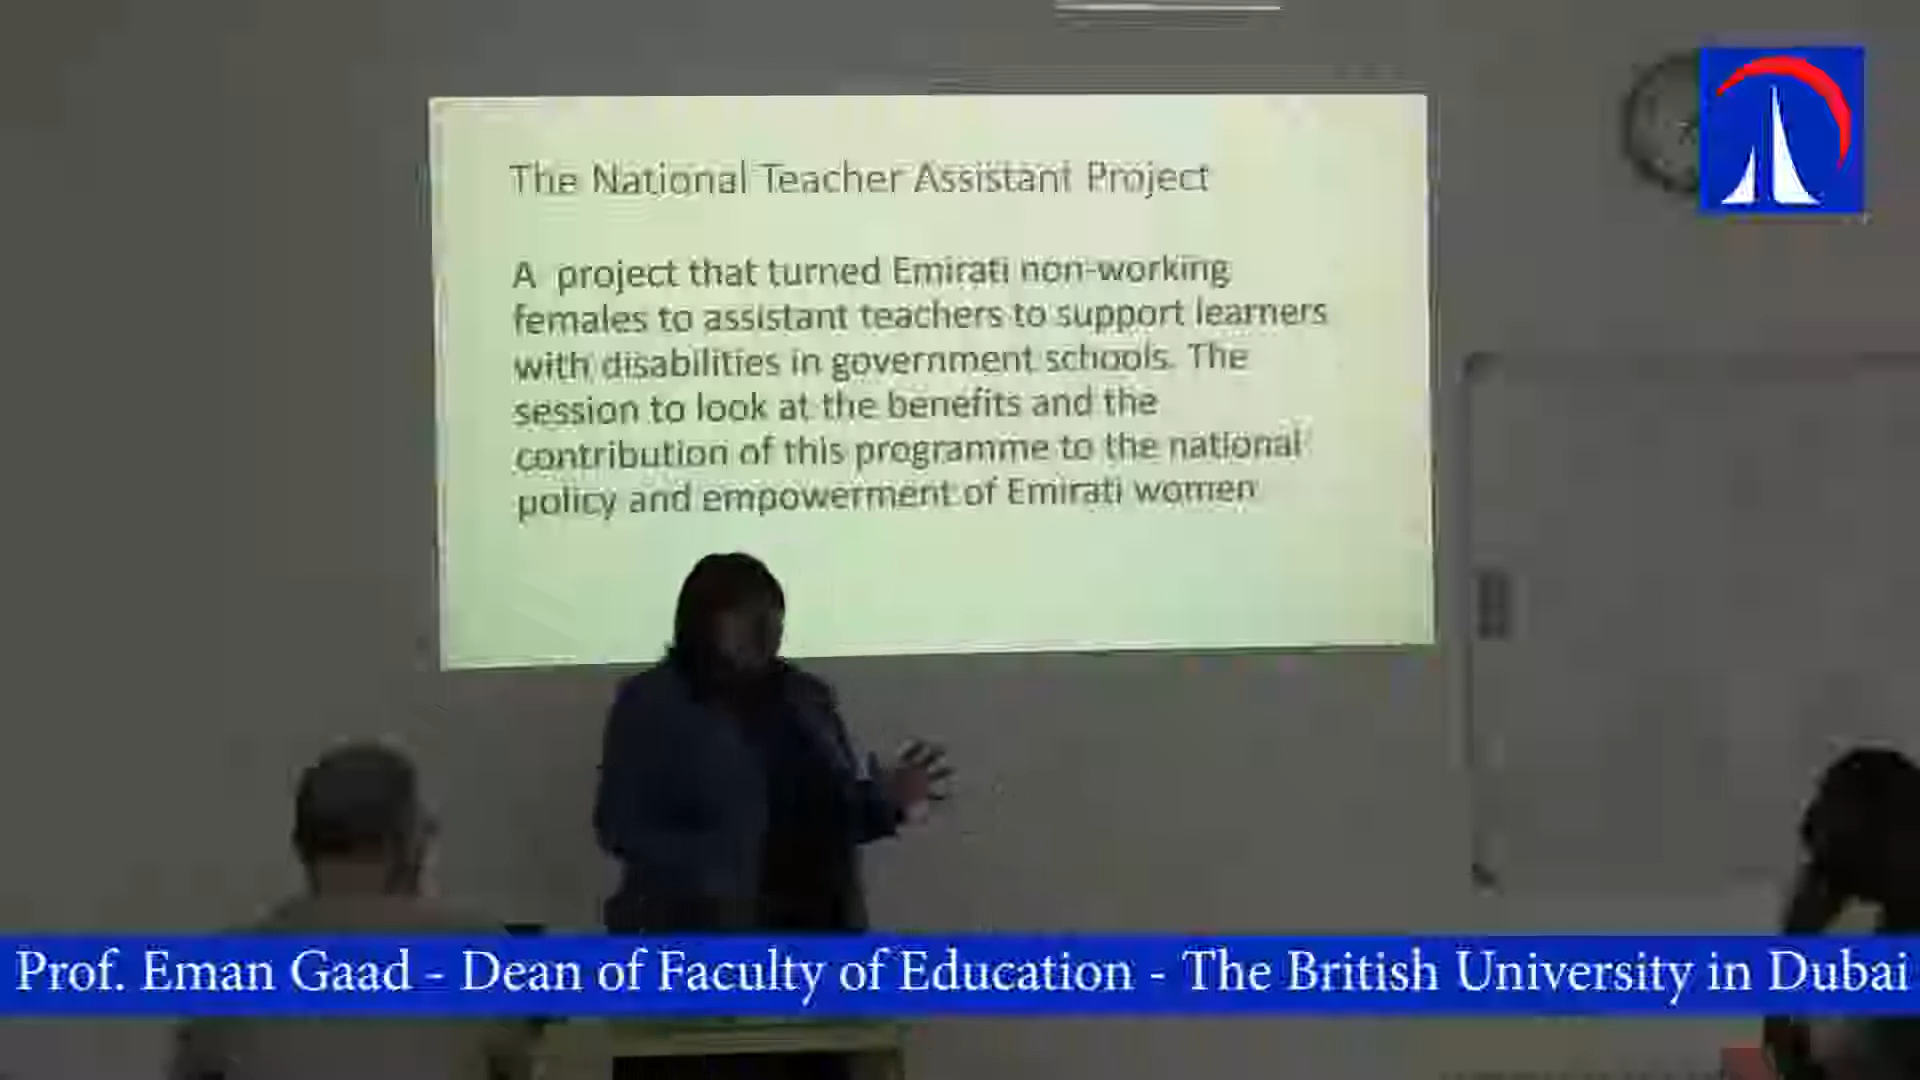 The National Teacher Assistant Project
A project that turned Emirati non-working
females to assistant teachers to support learners
with disabilities in government schools. The
session to look at the benefits and the
contribution of this programme to the national
policy and empowerment of Emirati women
Prof. Eman Gaad - Dean of Faculty of Education - The British University in Dubai